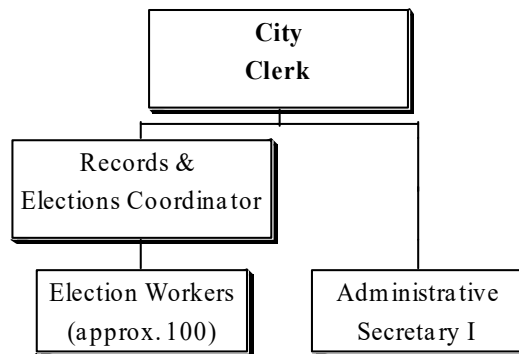 City
Clerk
Records &
Elections Coordinator
Election Workers
(approx. 100)
Administrative
Secretary I